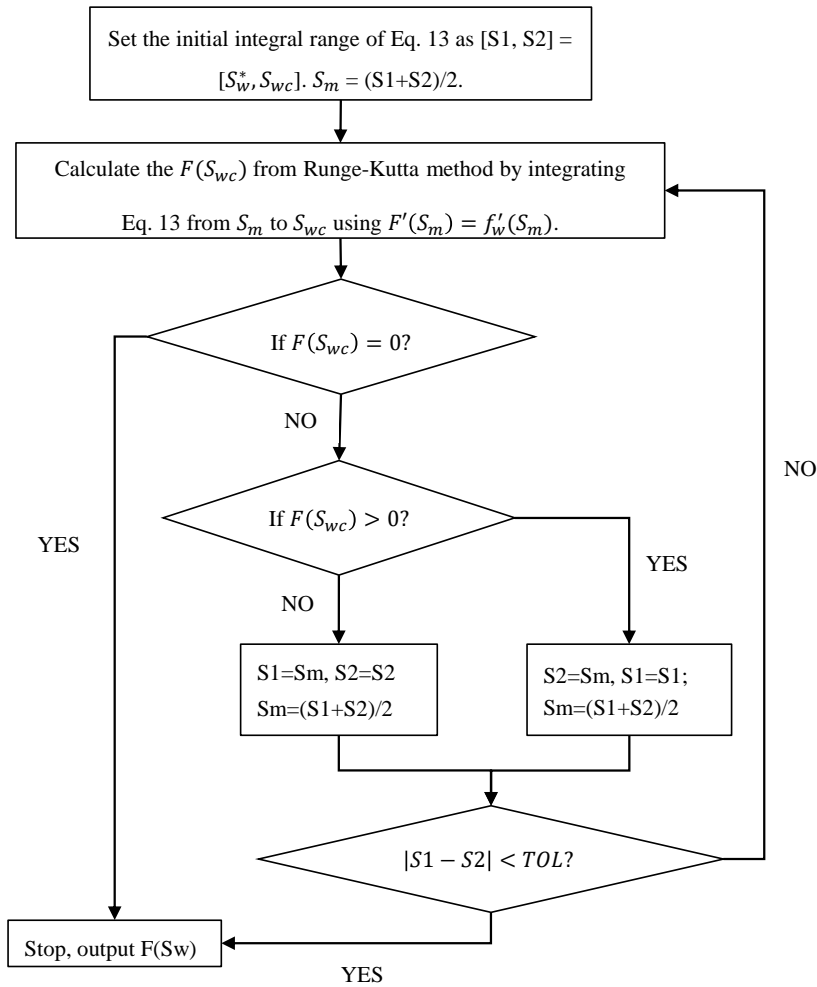 Set the initial integral range of Eq. 13 as [S1, S2] =
[𝑆𝑤∗, 𝑆𝑤𝑐]. 𝑆𝑚 = (S1+S2)/2.
Calculate the 𝐹(𝑆𝑤𝑐) from Runge-Kutta method by integrating
Eq. 13 from 𝑆𝑚 to 𝑆𝑤𝑐 using 𝐹′(𝑆𝑚) = 𝑓𝑤′(𝑆𝑚).
If 𝐹(𝑆𝑤𝑐) = 0?
NO
NO
If 𝐹(𝑆𝑤𝑐) > 0?
YES
YES
NO
S1=Sm, S2=S2
Sm=(S1+S2)/2
S2=Sm, S1=S1;
Sm=(S1+S2)/2
|𝑆1 − 𝑆2| < 𝑇𝑂𝐿?
Stop, output F(Sw)
YES